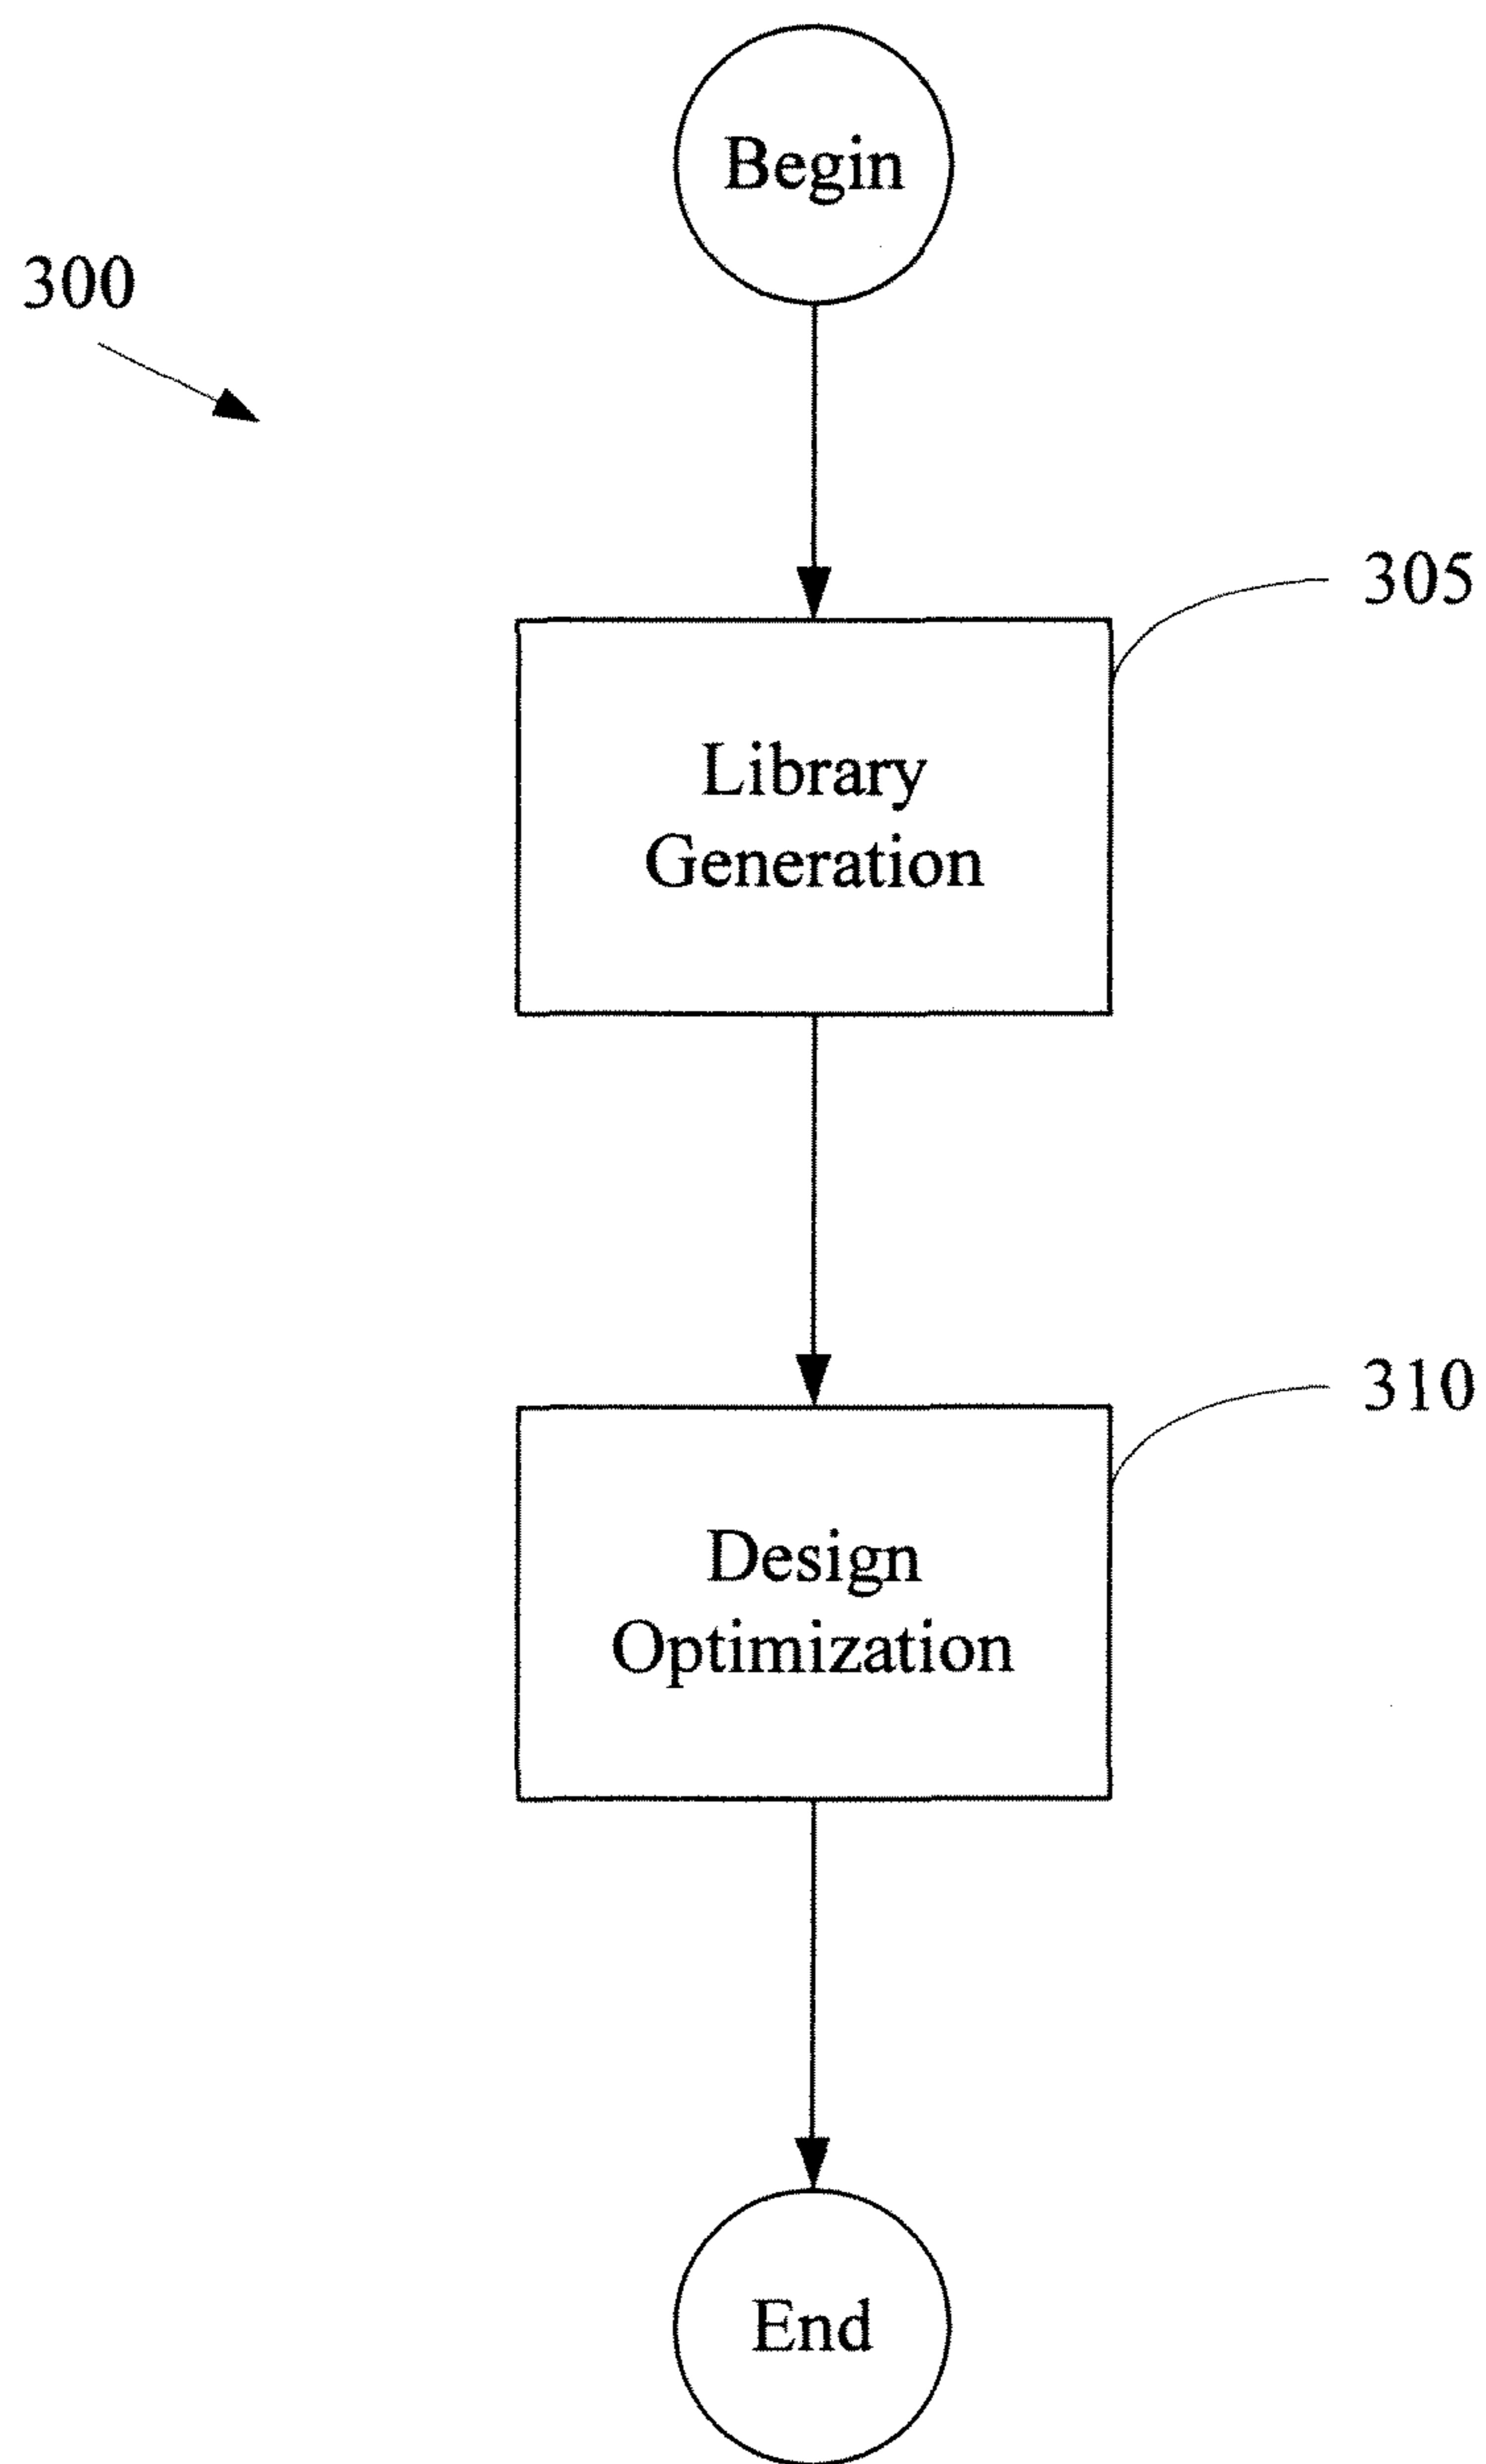 Begin
300
305
Library
Generation
310
Design
Optimization
End